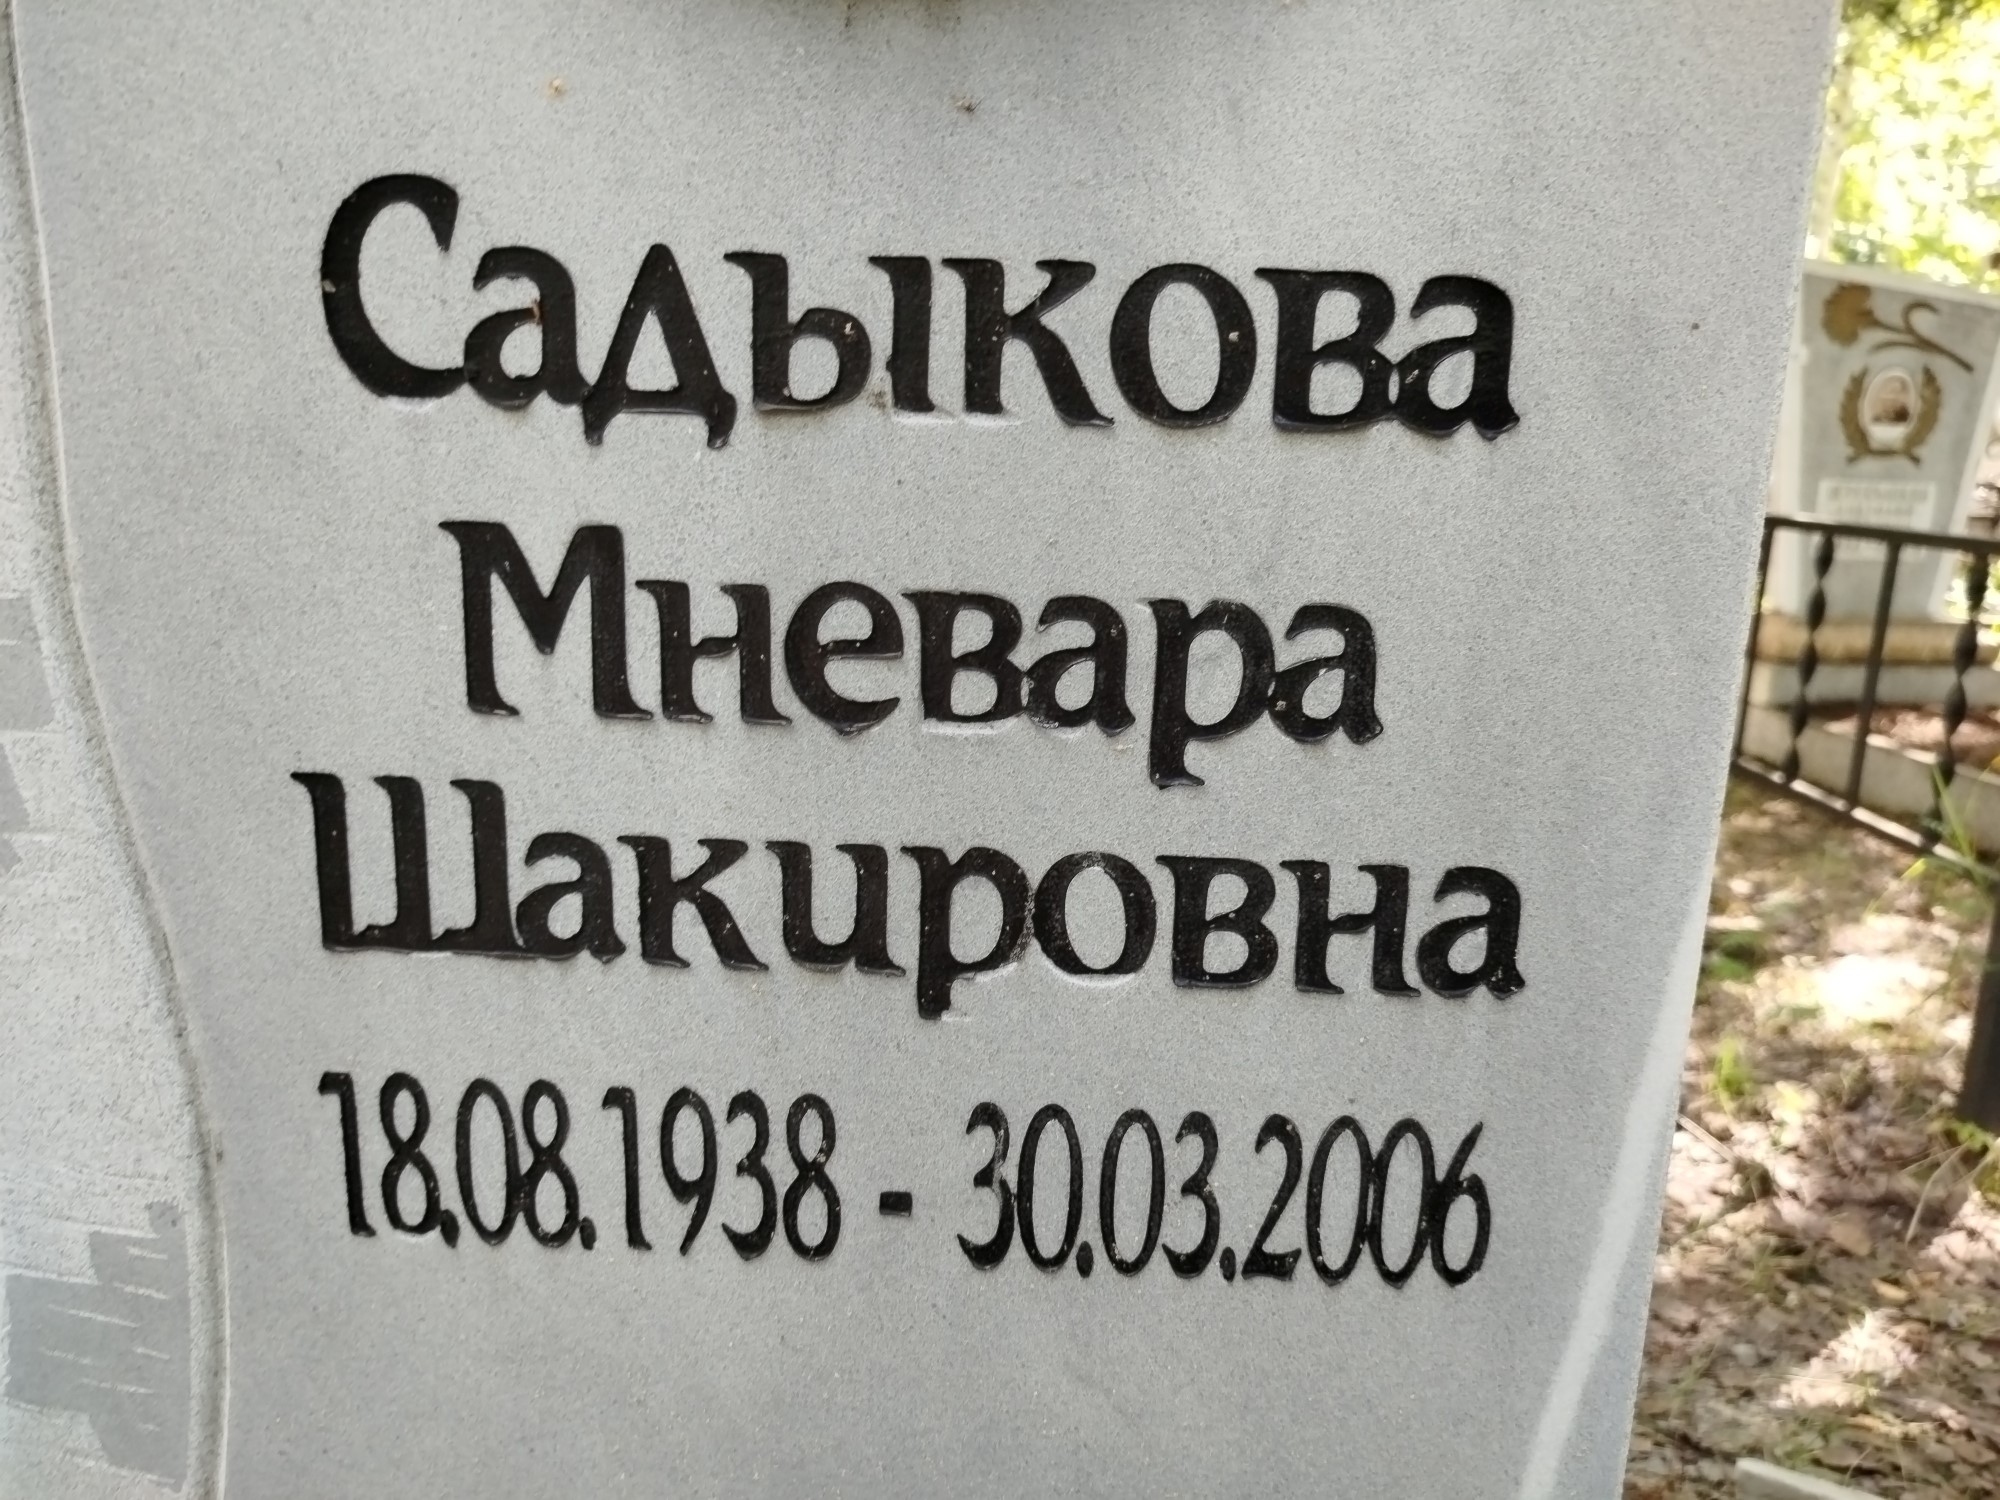 Садыкова
Мневара
Шакировна
18.08.1938 - 30.03.2006